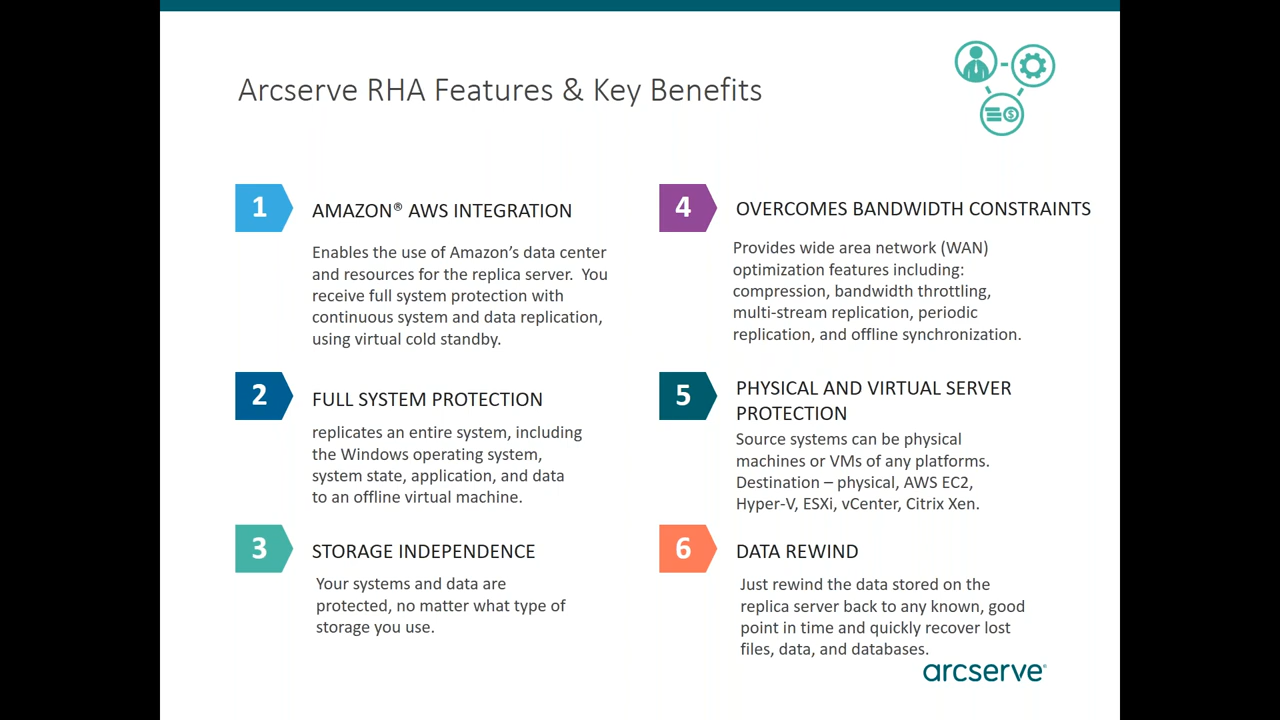 Arcserve RHA Features & Key Benefits
1
AMAZON® AWS INTEGRATION
Enables the use of Amazon’s data center
and resources for the replica server.  You
receive full system protection with
continuous system and data replication,
using virtual cold standby.
2
FULL SYSTEM PROTECTION
replicates an entire system, including
the Windows operating system,
system state, application, and data
to an offline virtual machine.
3
STORAGE INDEPENDENCE
Your systems and data are
protected, no matter what type of
storage you use.
4
OVERCOMES BANDWIDTH CONSTRAINTS
Provides wide area network (WAN)
optimization features including:
compression, bandwidth throttling,
multi-stream replication, periodic
replication, and offline synchronization.
5
PHYSICAL AND VIRTUAL SERVER
PROTECTION
Source systems can be physical
machines or VMs of any platforms.
Destination – physical, AWS EC2,
Hyper-V, ESXi, vCenter, Citrix Xen.
6
DATA REWIND
Just rewind the data stored on the
replica server back to any known, good
point in time and quickly recover lost
files, data, and databases.
arcserve®